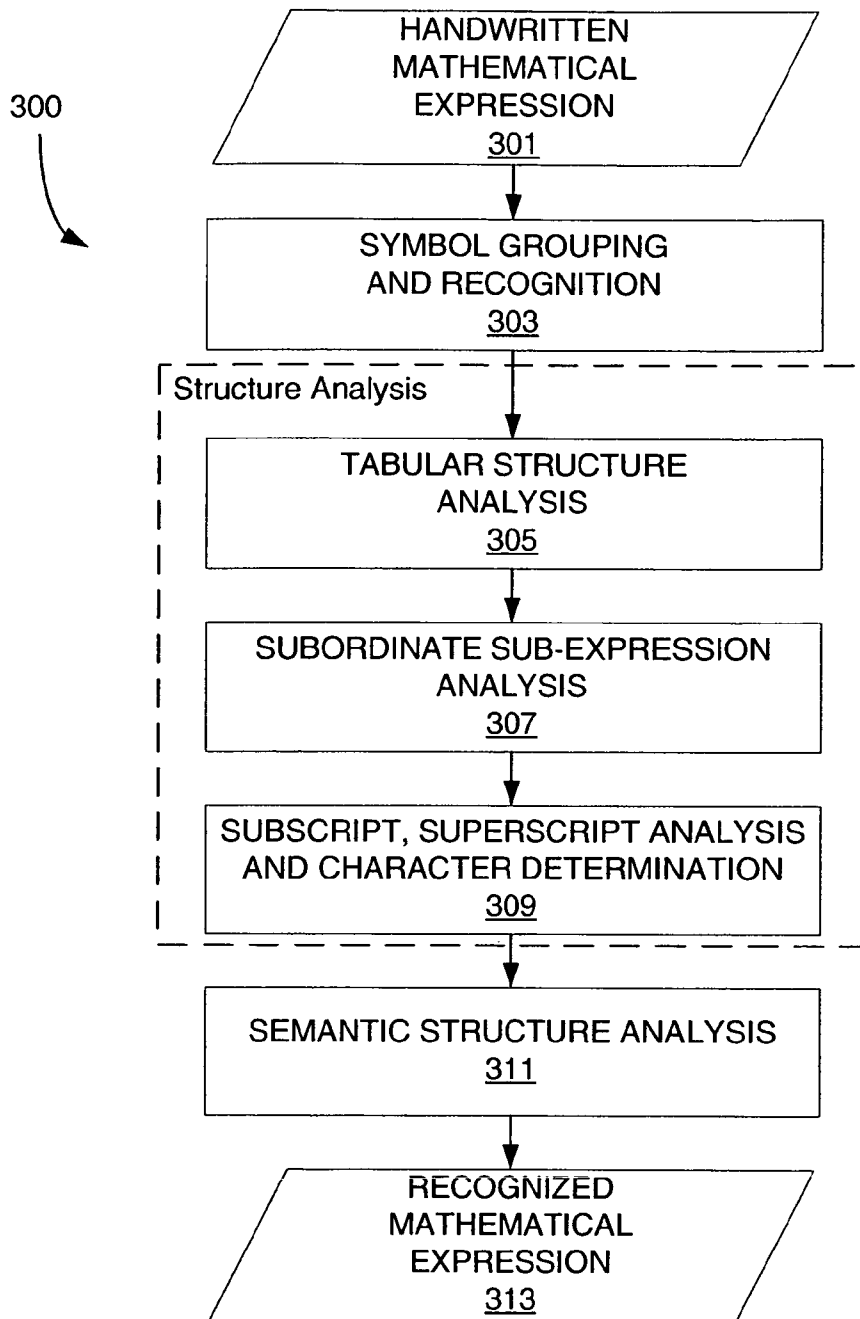 HANDWRITTEN
MATHEMATICAL
EXPRESSION
301
300
SYMBOL GROUPING
AND RECOGNITION
303
Structure Analysis
TABULAR STRUCTURE
ANALYSIS
305
SUBORDINATE SUB-EXPRESSION
ANALYSIS
307
SUBSCRIPT, SUPERSCRIPT ANALYSIS
AND CHARACTER DETERMINATION
309
SEMANTIC STRUCTURE ANALYSIS
311
RECOGNIZED
MATHEMATICAL
EXPRESSION
313